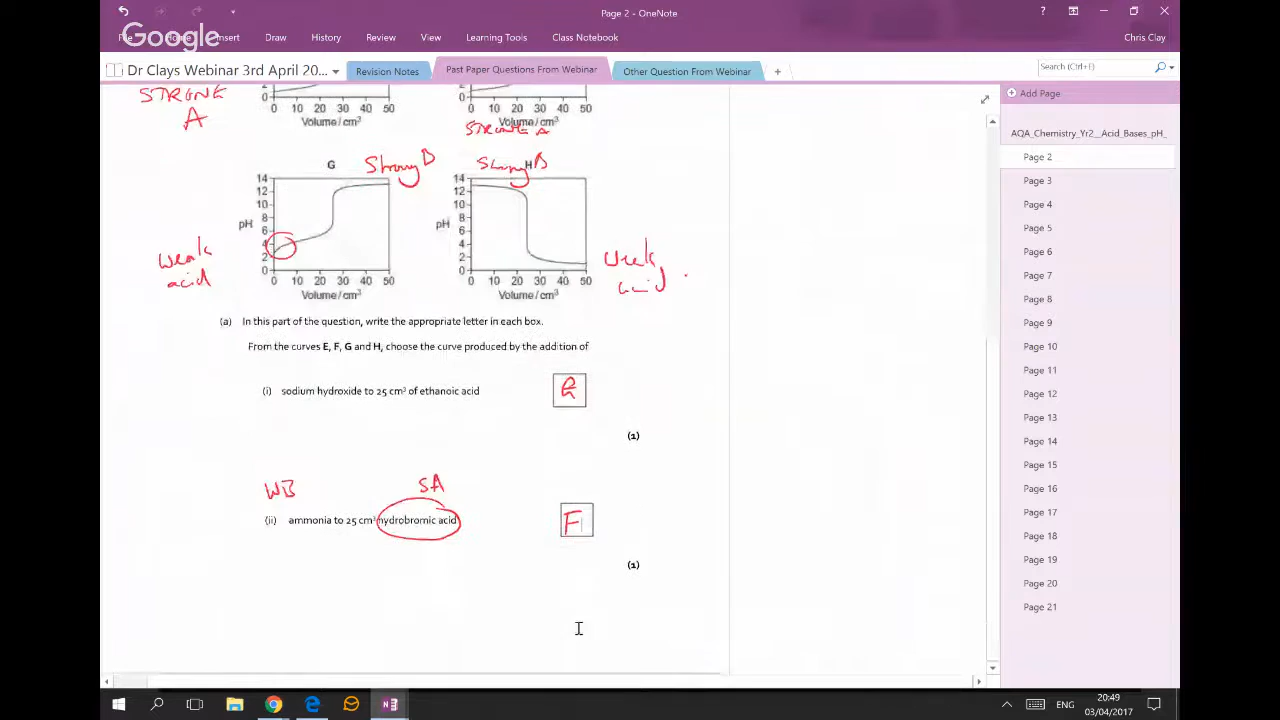 Page 2 - OneNote
Google
Insert Draw History Review View Learning Tools Class Notebook
Chris Clay
Dr Clays Webinar 3rd April 20...
Revision Notes
Past Paper Questions From Webinar
Other Question From Webinar
Search (Ctrl+E)
STRONG
A
0
0 10 20 30 40 50
Volume/cm³
0
0 10 20 30 40 50
Volume/cm³
STRONG A
G
Strong B
14
12
10
8
pH 6
4
2
0
0 10 20 30 40 50
Volume/cm³
weak
acid
Strong B
H
14
12
10
8
pH 6
4
2
0
0 10 20 30 40 50
Volume/cm³
weak
acid
(a) In this part of the question, write the appropriate letter in each box.
From the curves E, F, G and H, choose the curve produced by the addition of
(i) sodium hydroxide to 25 cm³ of ethanoic acid
(1)
WB SA
(ii) ammonia to 25 cm³ hydrobromic acid
F
(1)
Add Page
AQA_Chemistry_Yr2__Acid_Bases_pH_
Page 2
Page 3
Page 4
Page 5
Page 6
Page 7
Page 8
Page 9
Page 10
Page 11
Page 12
Page 13
Page 14
Page 15
Page 16
Page 17
Page 18
Page 19
Page 20
Page 21
ENG
20:49
03/04/2017